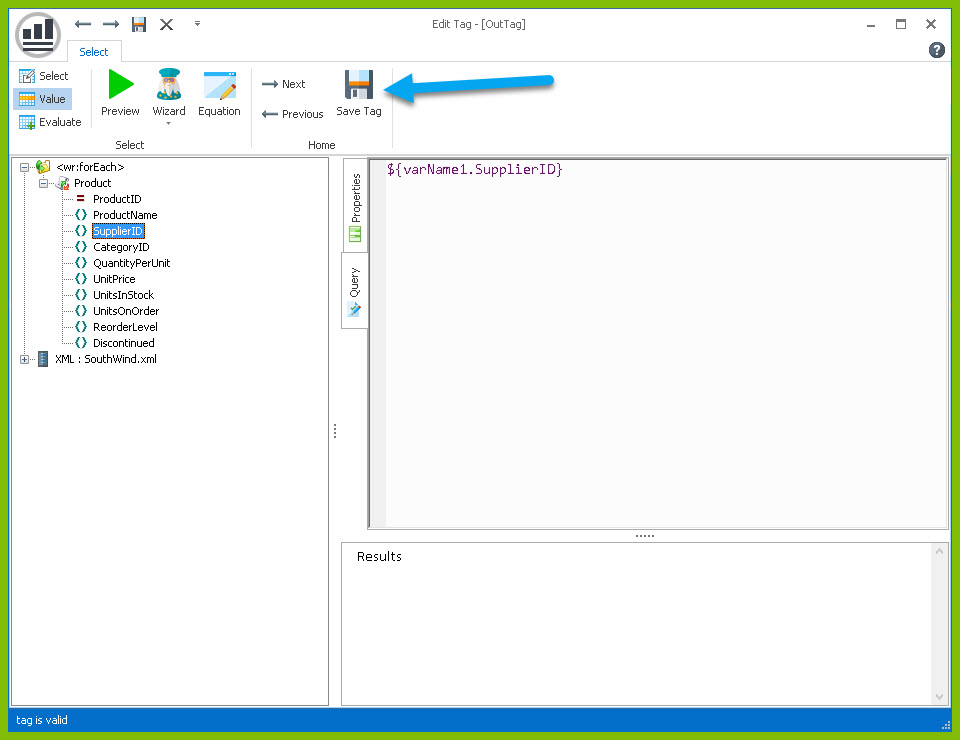 Edit Tag - [OutTag]
Select
?
Select
Value
Evaluate
Preview
Wizard
Equation
Select
Next
Previous
Save Tag
Home
<wr:forEach>
Product
ProductID
ProductName
SupplierID
CategoryID
QuantityPerUnit
UnitPrice
UnitsInStock
UnitsOnOrder
ReorderLevel
Discontinued
XML : SouthWind.xml
Properties
Query
${varName1.SupplierID}
Results
tag is valid